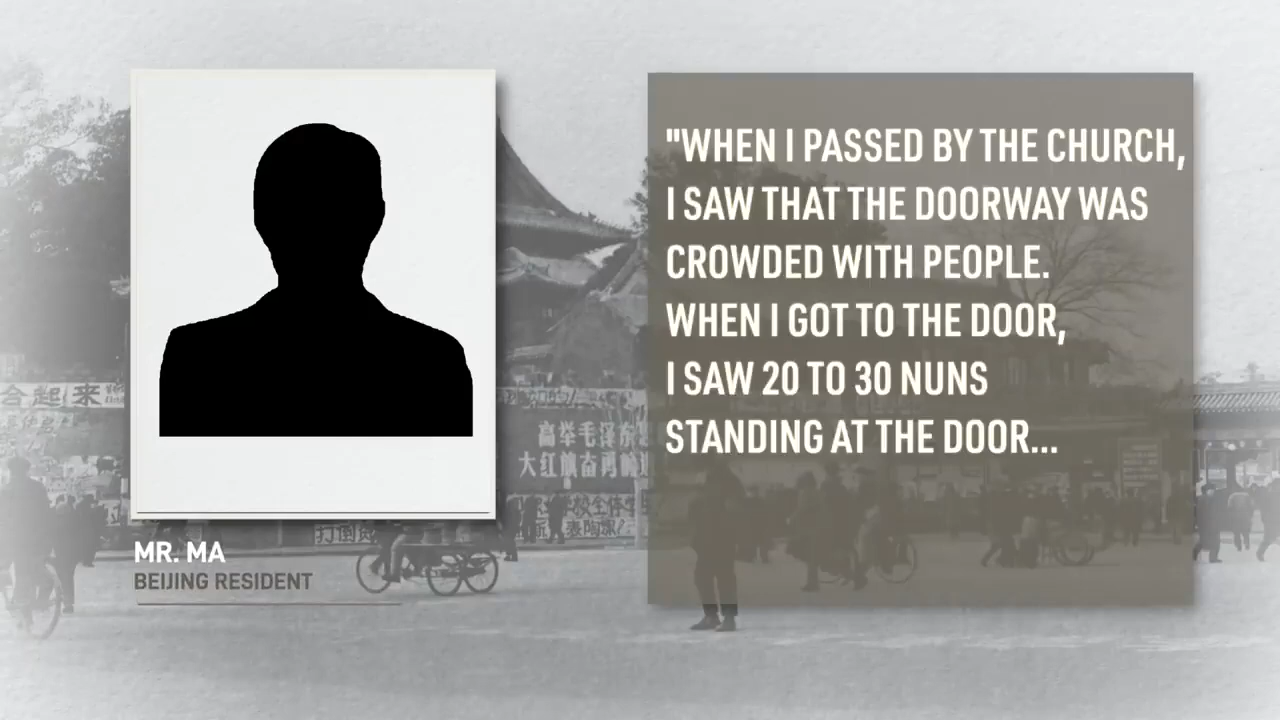 "WHEN I PASSED BY THE CHURCH,
I SAW THAT THE DOORWAY WAS
CROWDED WITH PEOPLE.
WHEN I GOT TO THE DOOR,
I SAW 20 TO 30 NUNS
STANDING AT THE DOOR...
MR. MA
BEIJING RESIDENT
合起来
高举毛泽东
大红旗奋勇前
打倒